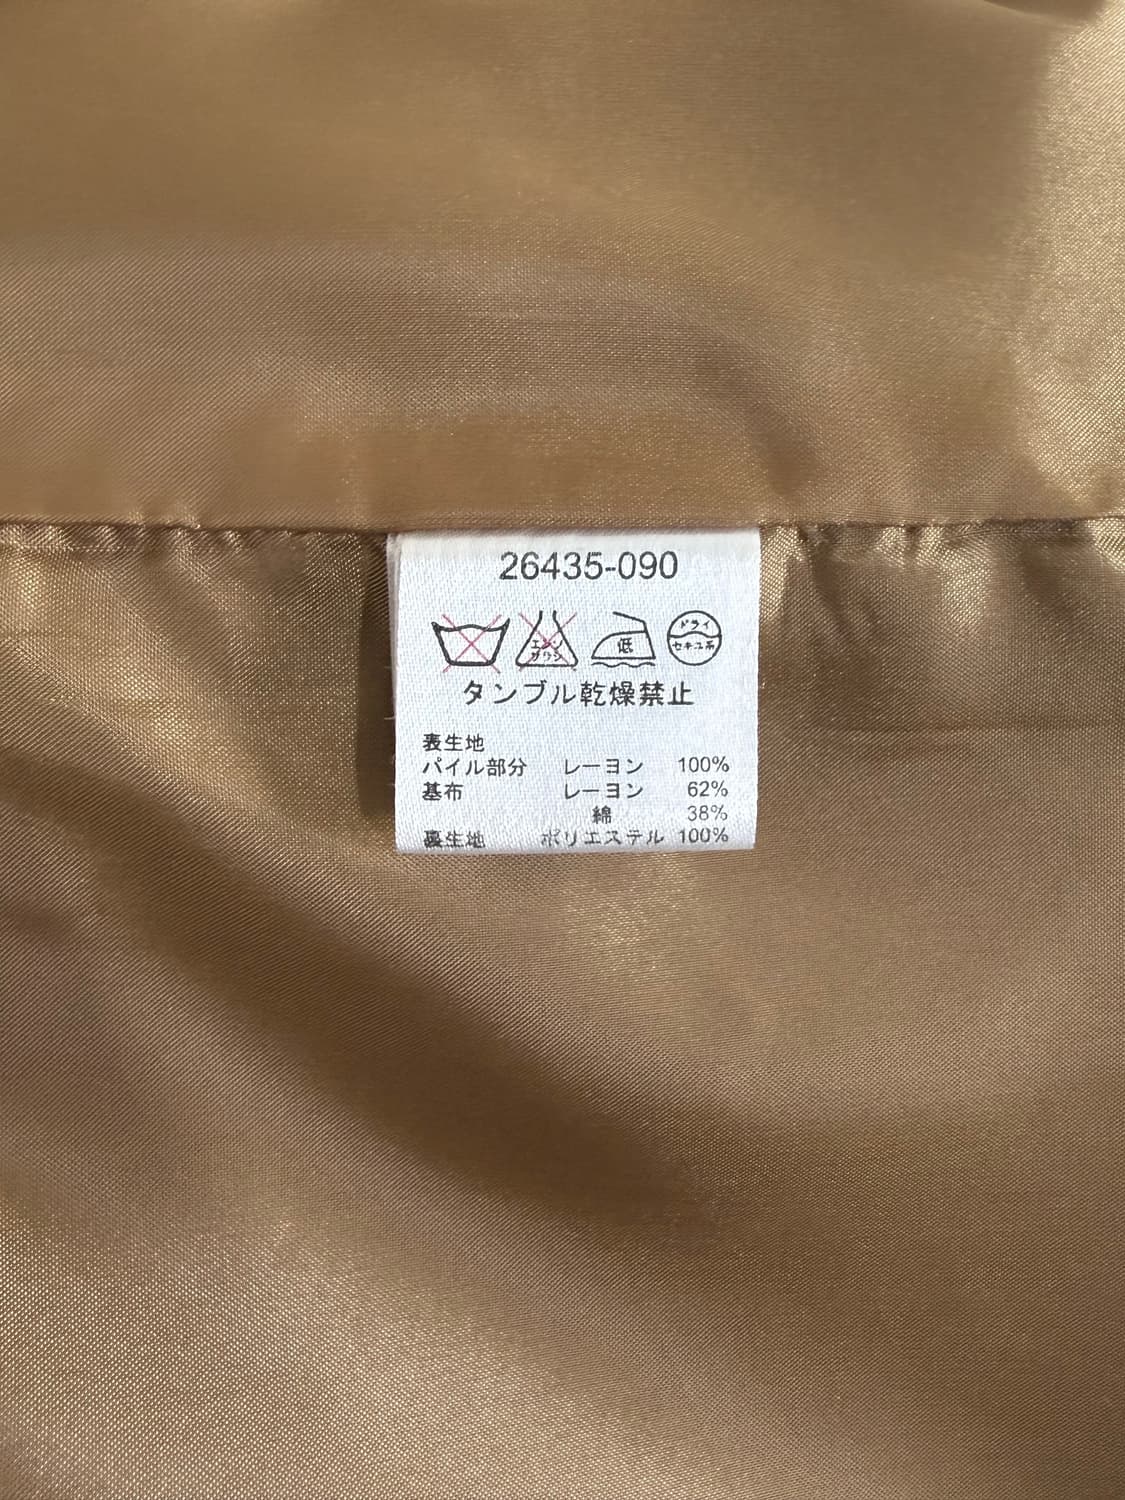 26435-090
エンソ
サラシ
低
ドライ
セキユ系
タンブル乾燥禁止
表生地
パイル部分 レーヨン 100%
基布 レーヨン 62%
綿 38%
裏生地 ポリエステル 100%